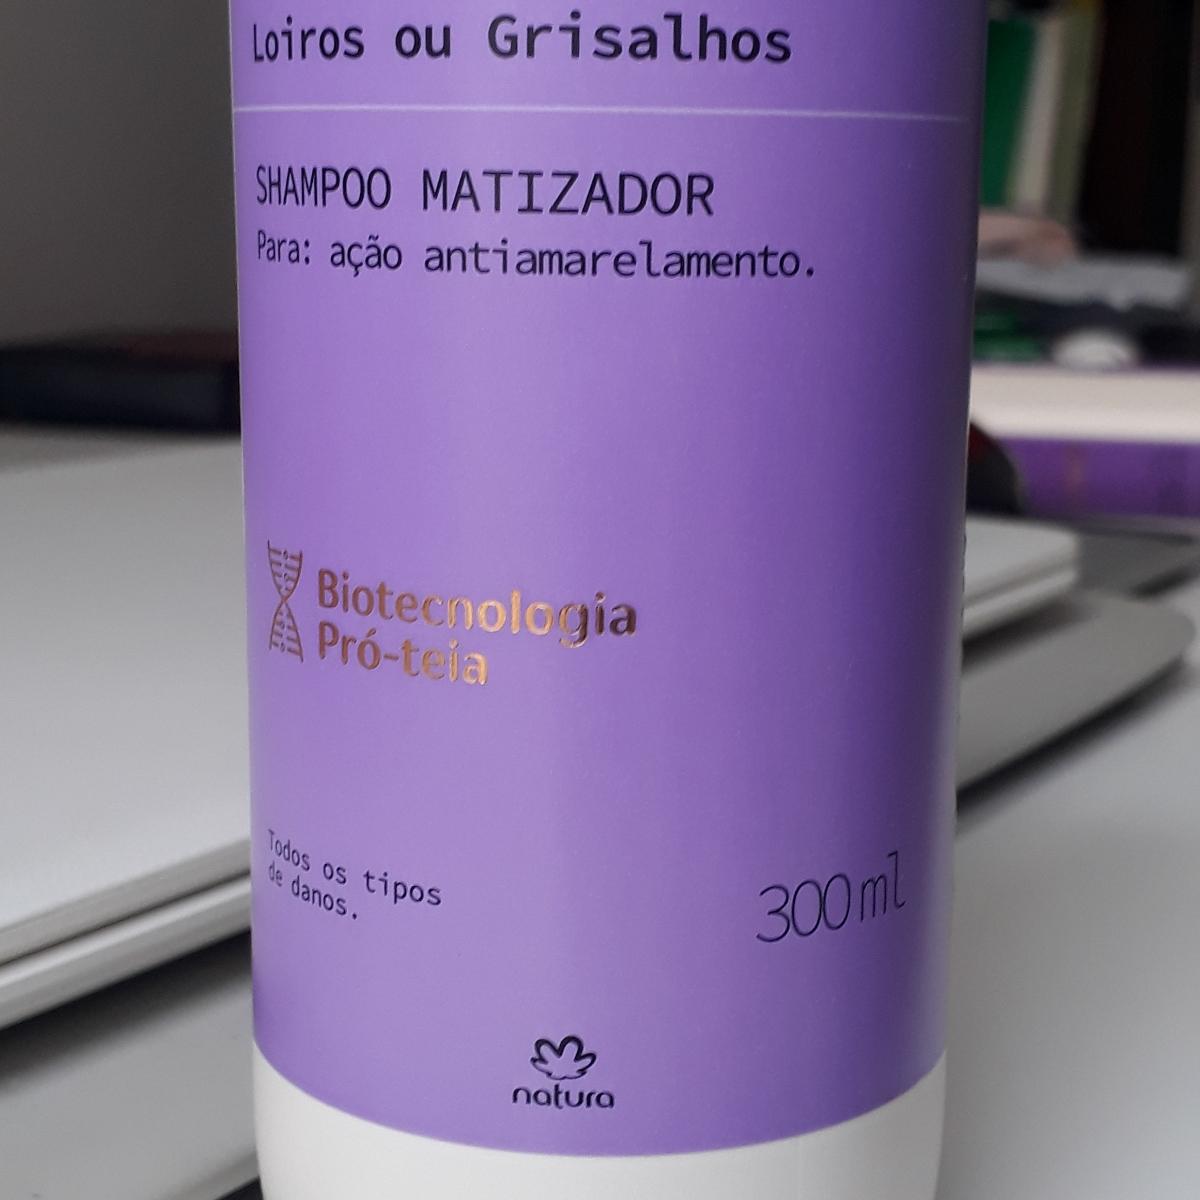 Loiros ou Grisalhos
SHAMPOO MATIZADOR
Para: ação antiamarelamento.
Biotecnologia
Pró-teia
Todos os tipos
de danos.
300ml
natura